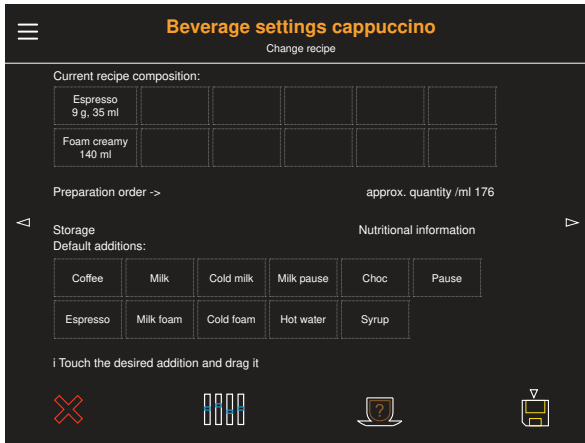 Beverage settings cappuccino
Change recipe
Current recipe composition:
Espresso
9 g, 35 ml
Foam creamy
140 ml
Preparation order -> approx. quantity /ml 176
Storage Nutritional information
Default additions:
Coffee Milk Cold milk Milk pause Choc Pause
Espresso Milk foam Cold foam Hot water Syrup
i Touch the desired addition and drag it
?